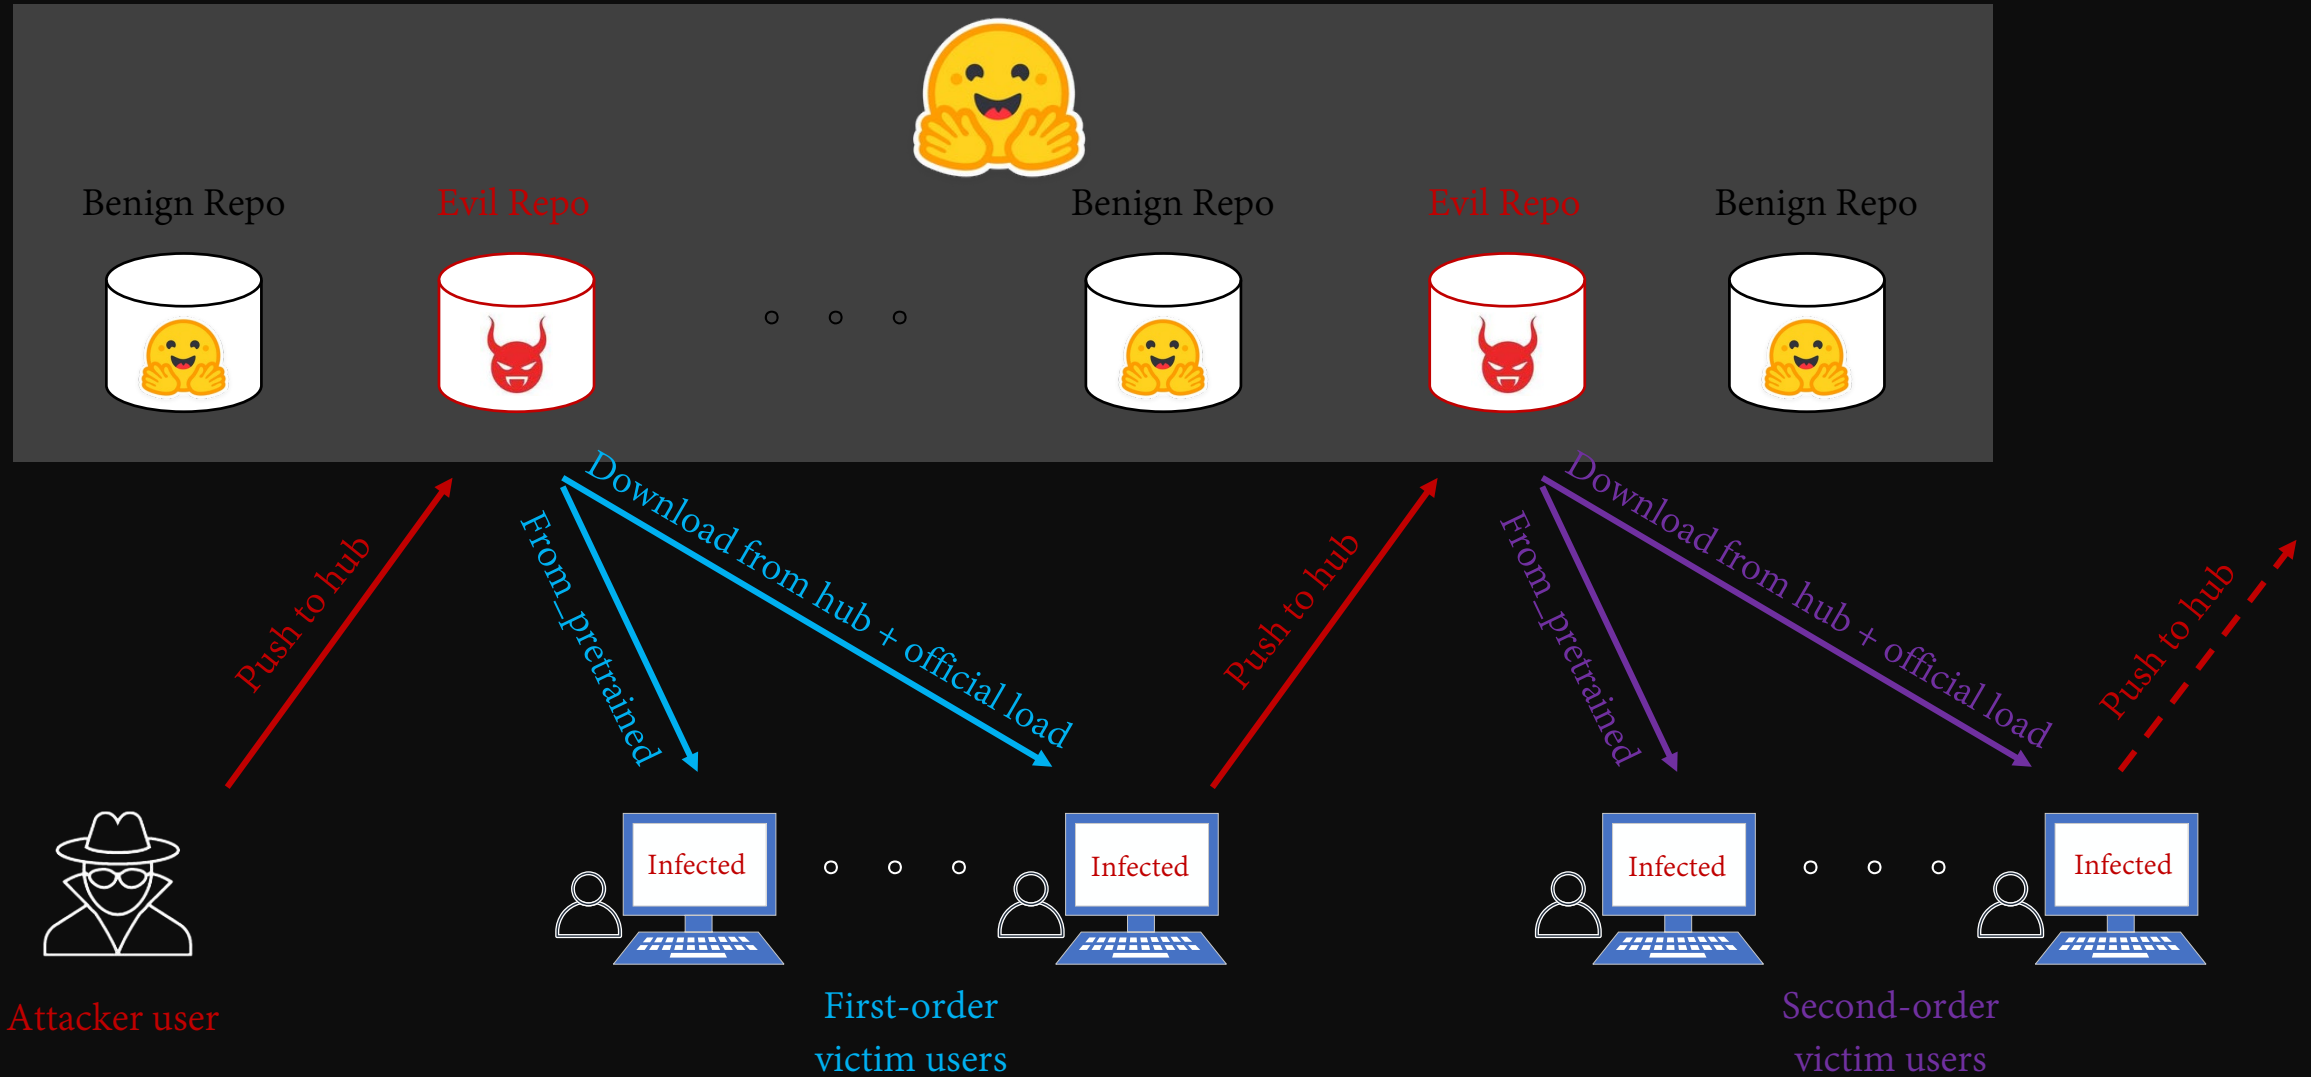 Benign Repo
Evil Repo
Benign Repo
Evil Repo
Benign Repo
Push to hub
From_pretrained
Download from hub + official load
Push to hub
From_pretrained
Download from hub + official load
Push to hub
Infected
Infected
Infected
Infected
Attacker user
First-order
victim users
Second-order
victim users